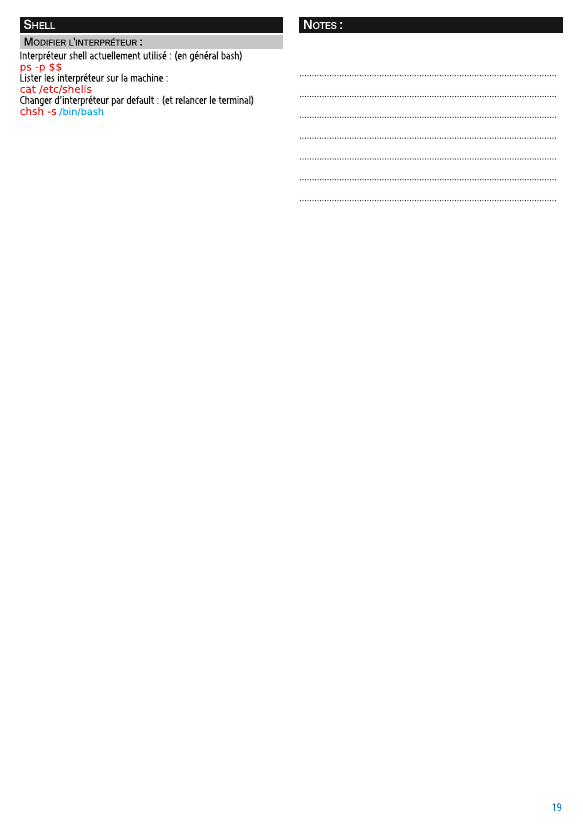 SHELL
MODIFIER L'INTERPRÉTEUR :
Interpréteur shell actuellement utilisé : (en général bash)
ps -p $$
Lister les interpréteur sur la machine :
cat /etc/shells
Changer d'interpréteur par default : (et relancer le terminal)
chsh -s /bin/bash
NOTES :
19